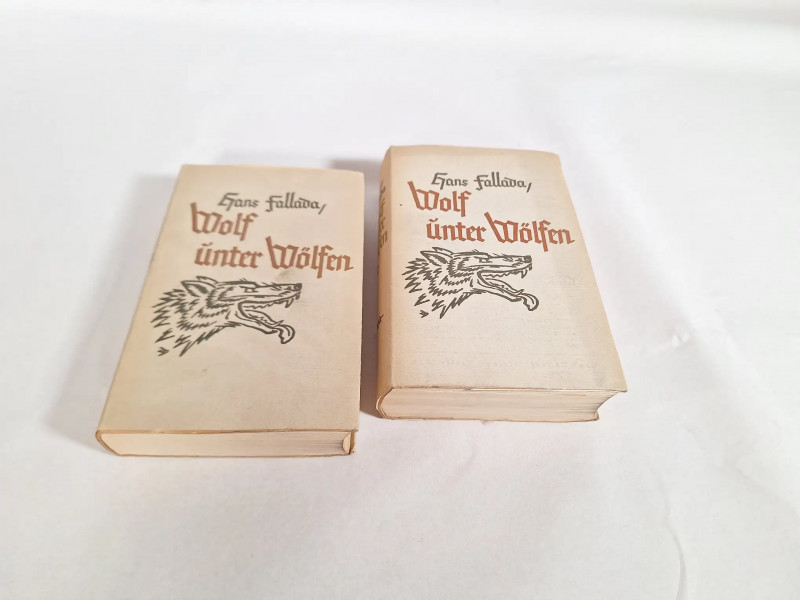 Hans Fallada/
Wolf
unter Wölfen
Hans Fallada/
Wolf
unter Wölfen